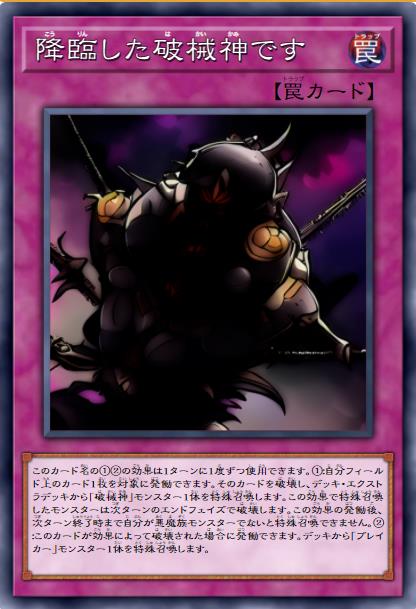 降臨した破械神です
罠
【罠カード】
このカード名の①②の効果は1ターンに1度ずつ使用できます。①:自分フィール
ド上のカード1枚を対象に発動できます。そのカードを破壊し、デッキ・エクスト
ラデッキから「破械神」モンスター1体を特殊召喚します。この効果で特殊召喚
したモンスターは次ターンのエンドフェイズで破壊します。この効果の発動後、
次ターン終了時まで自分が悪魔族モンスターでないと特殊召喚できません。②
:このカードが効果によって破壊された場合に発動できます。デッキから「ブレイ
カー」モンスター1体を特殊召喚します。